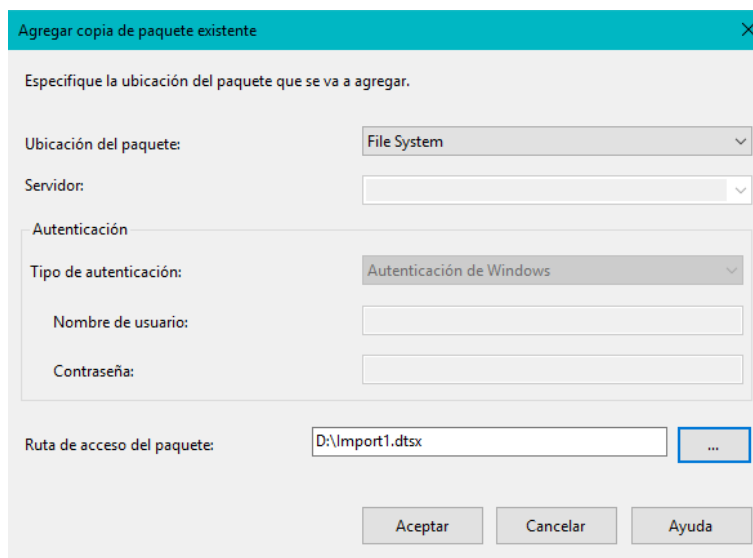 Agregar copia de paquete existente
Especifique la ubicación del paquete que se va a agregar.
Ubicación del paquete: File System
Servidor:
Autenticación
Tipo de autenticación: Autenticación de Windows
Nombre de usuario:
Contraseña:
Ruta de acceso del paquete: D:\Import1.dtsx ...
Aceptar Cancelar Ayuda